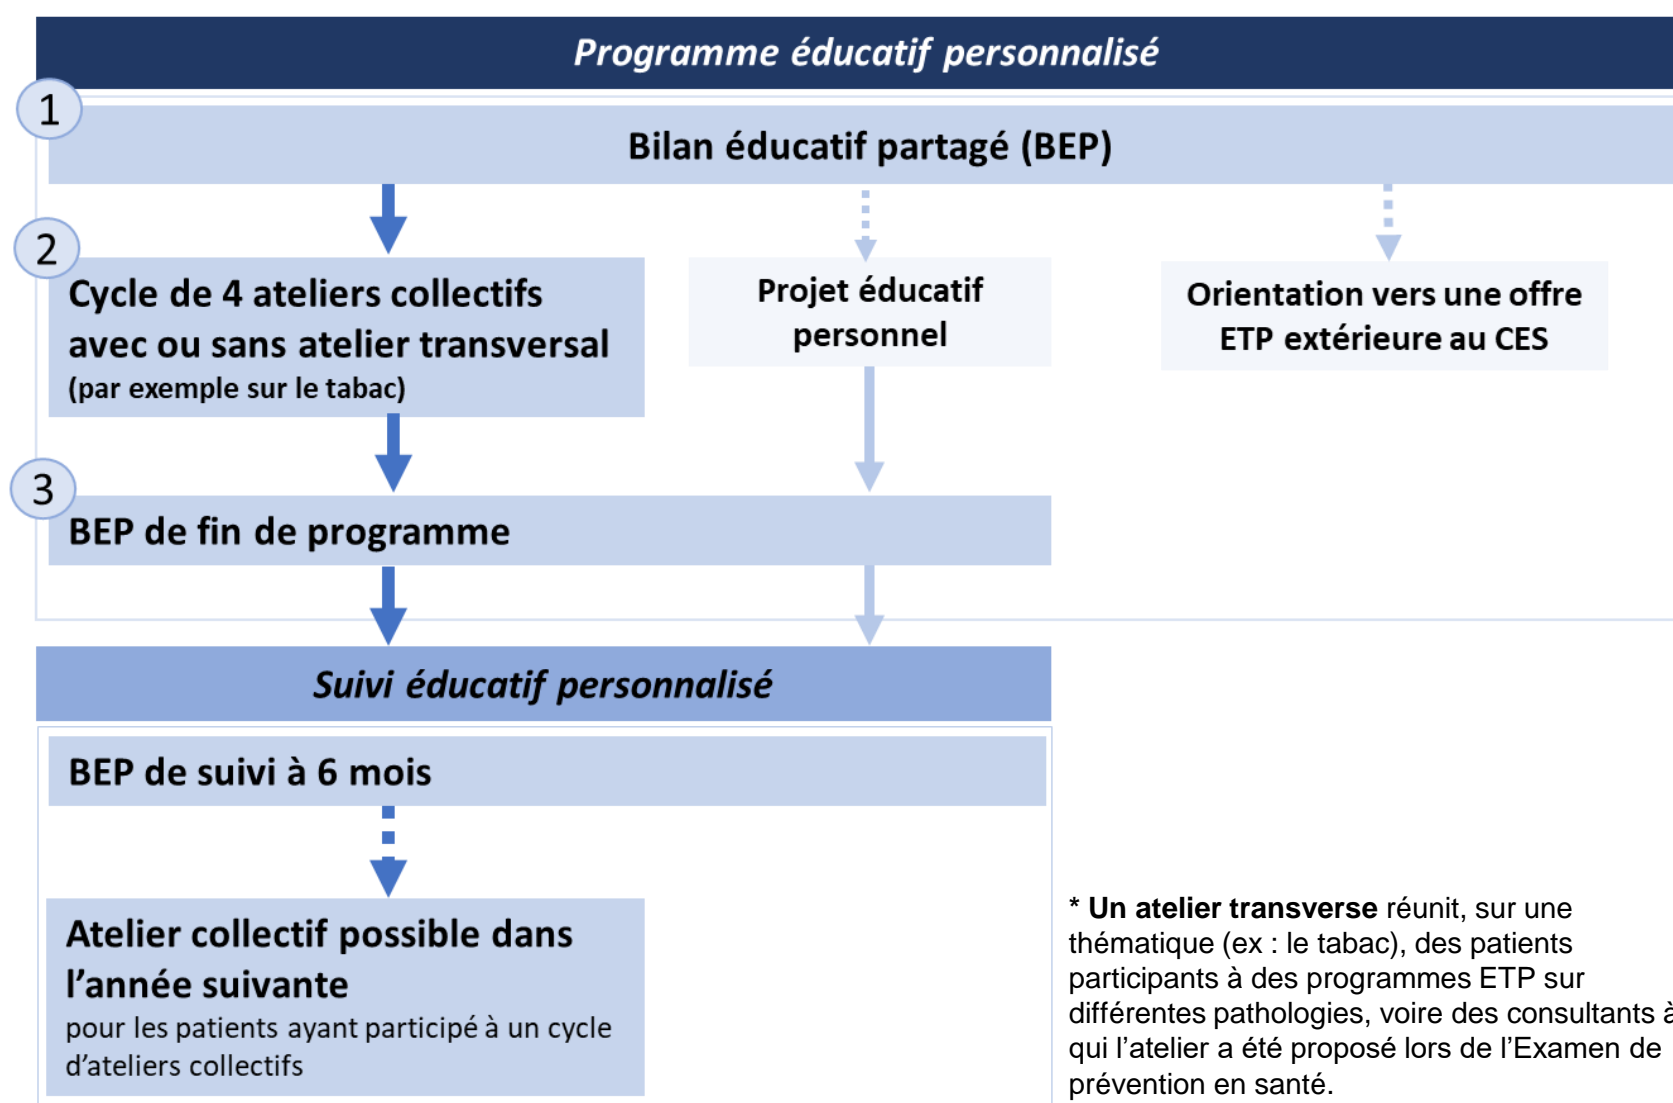 Programme éducatif personnalisé
1
Bilan éducatif partagé (BEP)
2
Cycle de 4 ateliers collectifs
avec ou sans atelier transversal
(par exemple sur le tabac)
Projet éducatif
personnel
Orientation vers une offre
ETP extérieure au CES
3
BEP de fin de programme
Suivi éducatif personnalisé
BEP de suivi à 6 mois
Atelier collectif possible dans
l’année suivante
pour les patients ayant participé à un cycle
d’ateliers collectifs
* Un atelier transverse réunit, sur une
thématique (ex : le tabac), des patients
participants à des programmes ETP sur
différentes pathologies, voire des consultants à
qui l’atelier a été proposé lors de l’Examen de
prévention en santé.